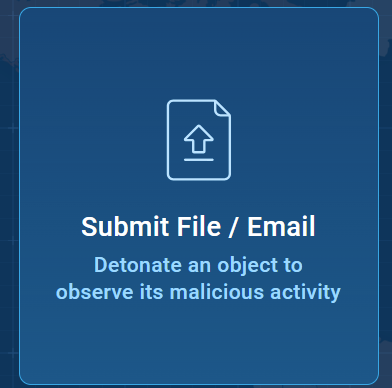 Submit File / Email
Detonate an object to
observe its malicious activity